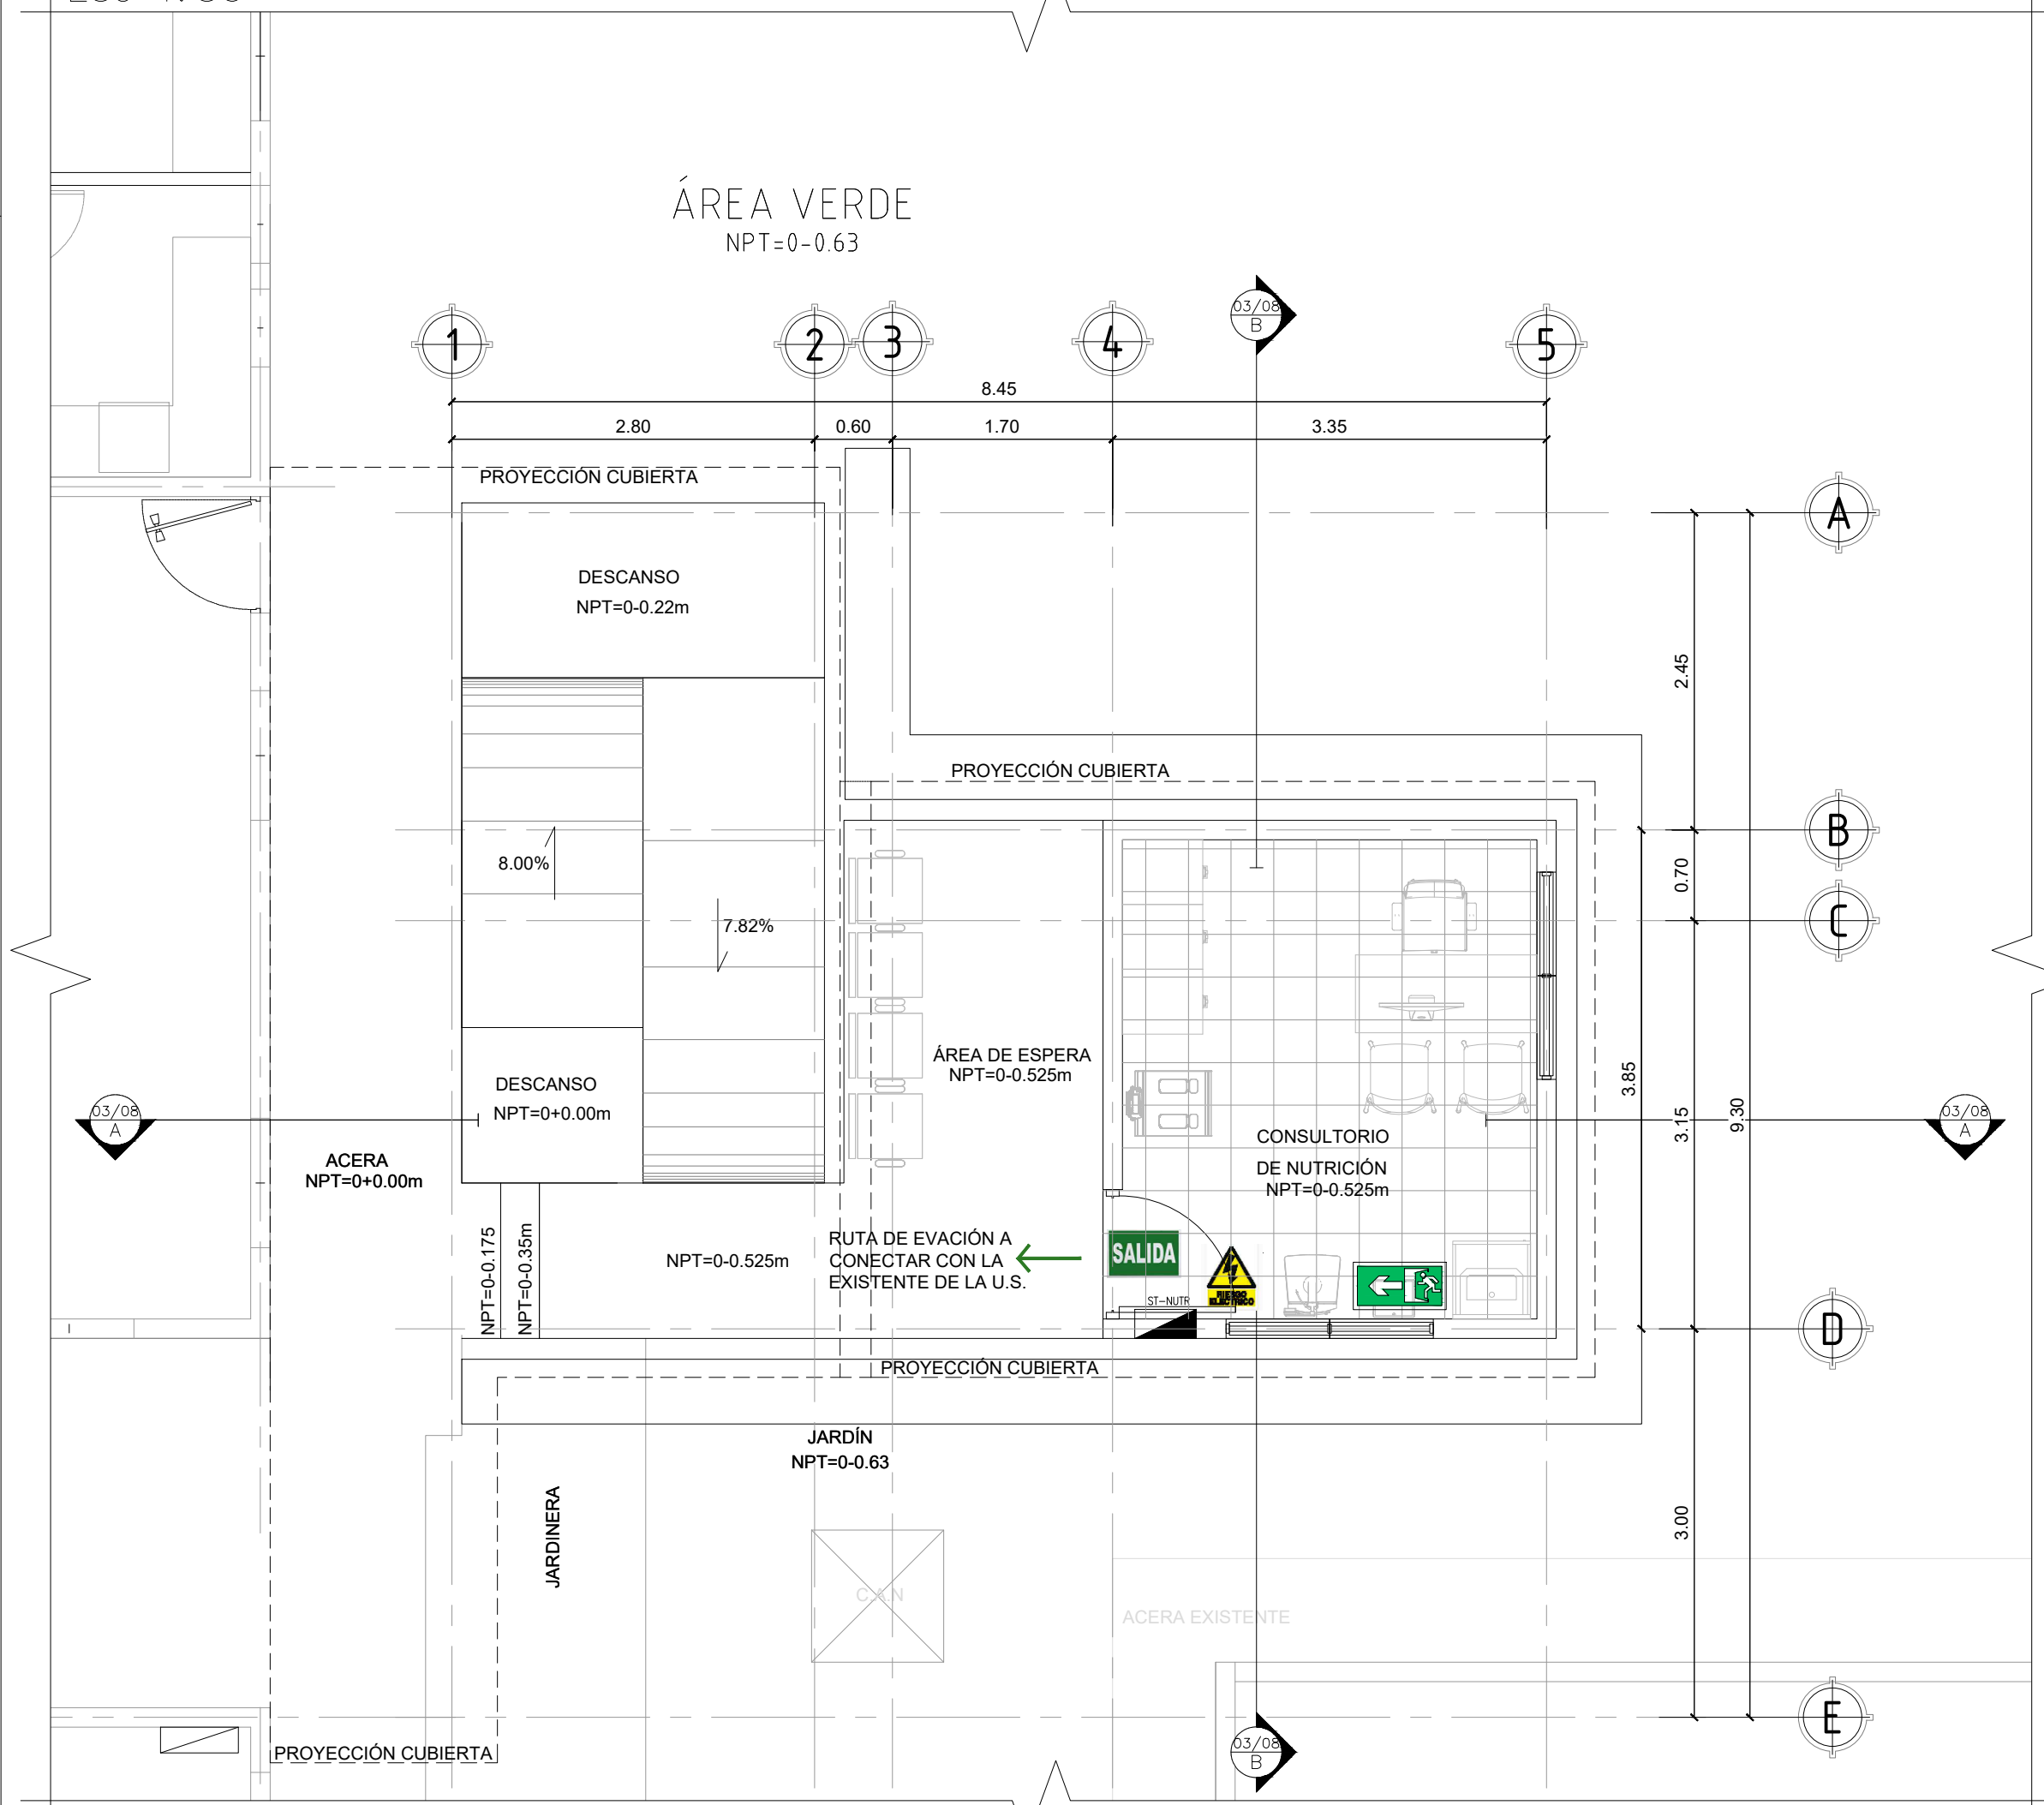 ÁREA VERDE
NPT=0-0.63
1
2
3
4
5
03/08
B
8.45
2.80
0.60
1.70
3.35
PROYECCIÓN CUBIERTA
A
DESCANSO
NPT=0-0.22m
2.45
PROYECCIÓN CUBIERTA
B
8.00%
0.70
7.82%
C
ÁREA DE ESPERA
NPT=0-0.525m
DESCANSO
NPT=0+0.00m
3.85
3.15
9.30
03/08
A
03/08
A
CONSULTORIO
DE NUTRICIÓN
NPT=0-0.525m
ACERA
NPT=0+0.00m
NPT=0-0.175
NPT=0-0.35m
NPT=0-0.525m
RUTA DE EVACIÓN A
CONECTAR CON LA
EXISTENTE DE LA U.S.
SALIDA
RIESGO
ELECTRICO
ST-NUTR
D
PROYECCIÓN CUBIERTA
JARDÍN
NPT=0-0.63
JARDINERA
3.00
C.A.N
ACERA EXISTENTE
E
PROYECCIÓN CUBIERTA
03/08
B